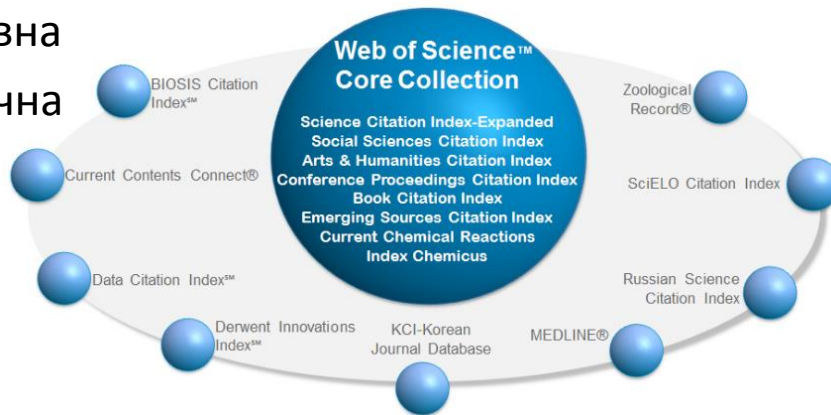 Web of Science™
Core Collection
Science Citation Index-Expanded
Social Sciences Citation Index
Arts & Humanities Citation Index
Conference Proceedings Citation Index
Book Citation Index
Emerging Sources Citation Index
Current Chemical Reactions
Index Chemicus
BIOSIS Citation
Index℠
Current Contents Connect®
Data Citation Index℠
Derwent Innovations
Index℠
KCI-Korean
Journal Database
MEDLINE®
Russian Science
Citation Index
SciELO Citation Index
Zoological
Record®